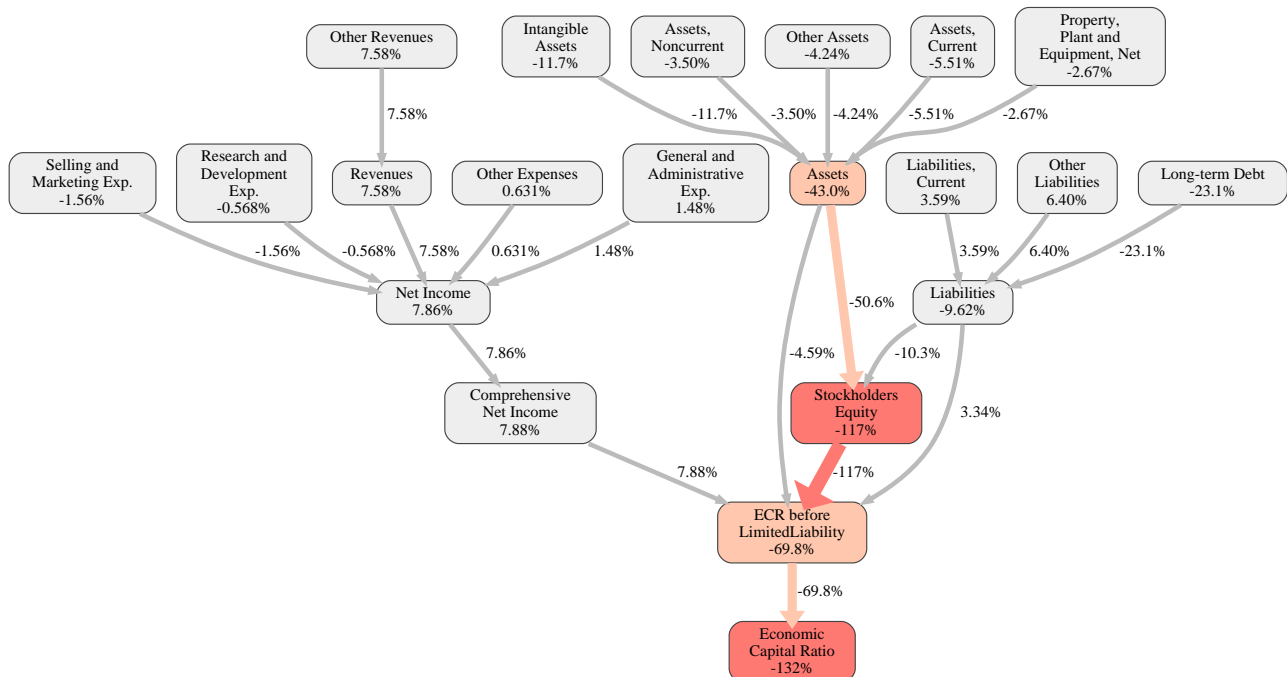 Other Revenues
7.58%
Intangible
Assets
-11.7%
Assets,
Noncurrent
-3.50%
Other Assets
-4.24%
Assets,
Current
-5.51%
Property,
Plant and
Equipment, Net
-2.67%
7.58%
-11.7%
-3.50%
-4.24%
-5.51%
-2.67%
Selling and
Marketing Exp.
-1.56%
Research and
Development
Exp.
-0.568%
Revenues
7.58%
Other Expenses
0.631%
General and
Administrative
Exp.
1.48%
Assets
-43.0%
Liabilities,
Current
3.59%
Other
Liabilities
6.40%
Long-term Debt
-23.1%
-1.56%
-0.568%
7.58%
0.631%
1.48%
3.59%
6.40%
-23.1%
Net Income
7.86%
-50.6%
Liabilities
-9.62%
7.86%
-4.59%
-10.3%
Comprehensive
Net Income
7.88%
Stockholders
Equity
-117%
3.34%
7.88%
-117%
ECR before
LimitedLiability
-69.8%
-69.8%
Economic
Capital Ratio
-132%